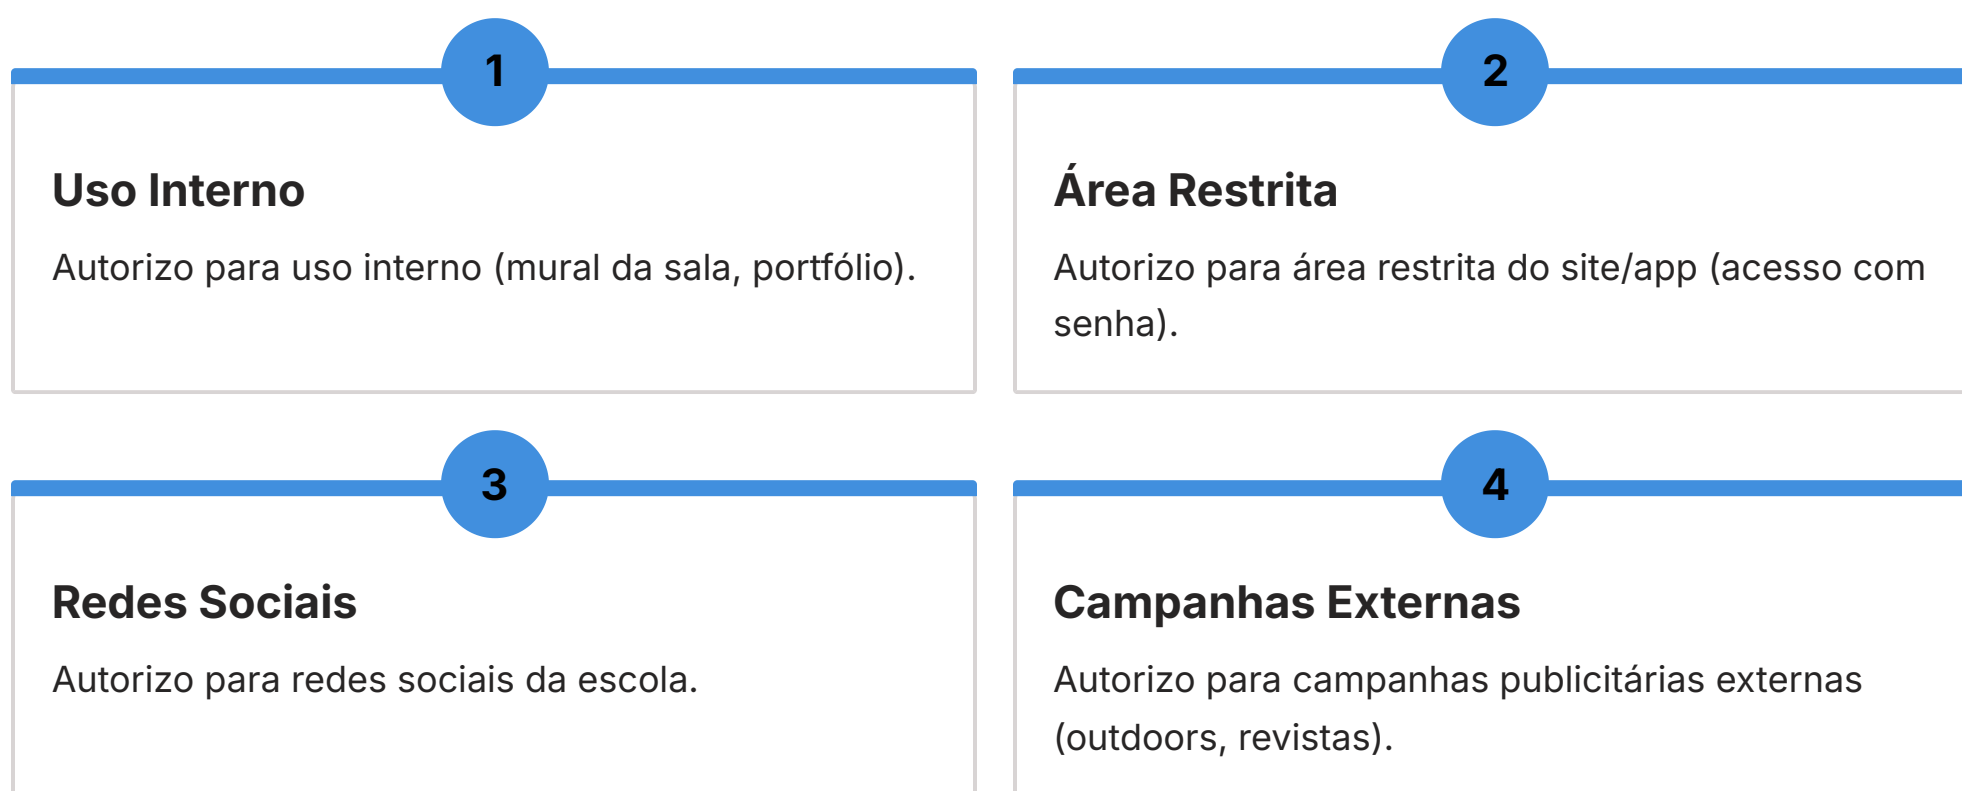 1
Uso Interno
Autorizo para uso interno (mural da sala, portfólio).
2
Área Restrita
Autorizo para área restrita do site/app (acesso com
senha).
3
Redes Sociais
Autorizo para redes sociais da escola.
4
Campanhas Externas
Autorizo para campanhas publicitárias externas
(outdoors, revistas).